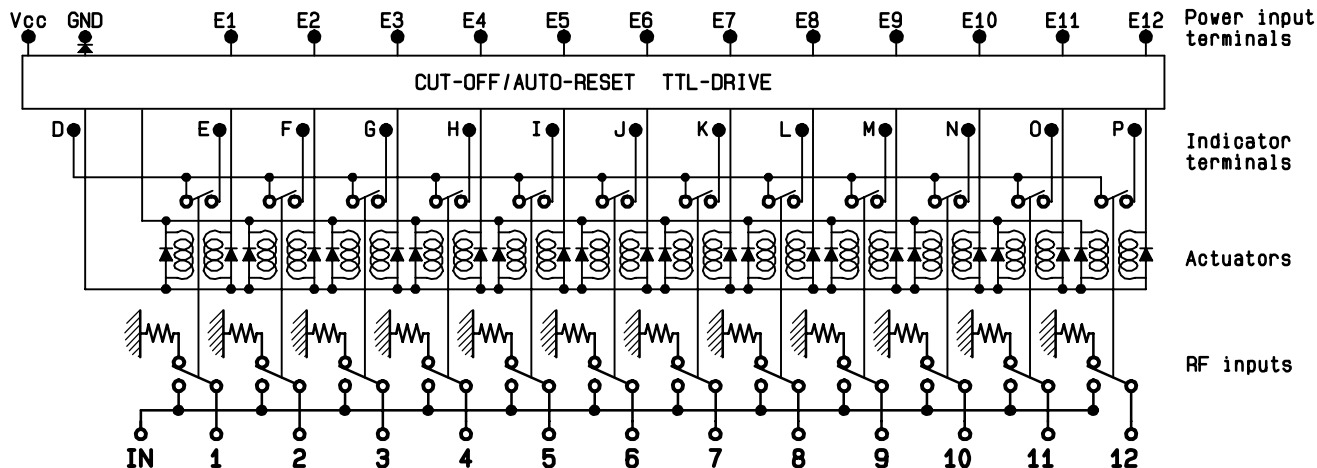 Vcc GND E1 E2 E3 E4 E5 E6 E7 E8 E9 E10 E11 E12 Power input
terminals
CUT-OFF/AUTO-RESET TTL-DRIVE
D E F G H I J K L M N O P
Indicator
terminals
Actuators
RF inputs
IN 1 2 3 4 5 6 7 8 9 10 11 12